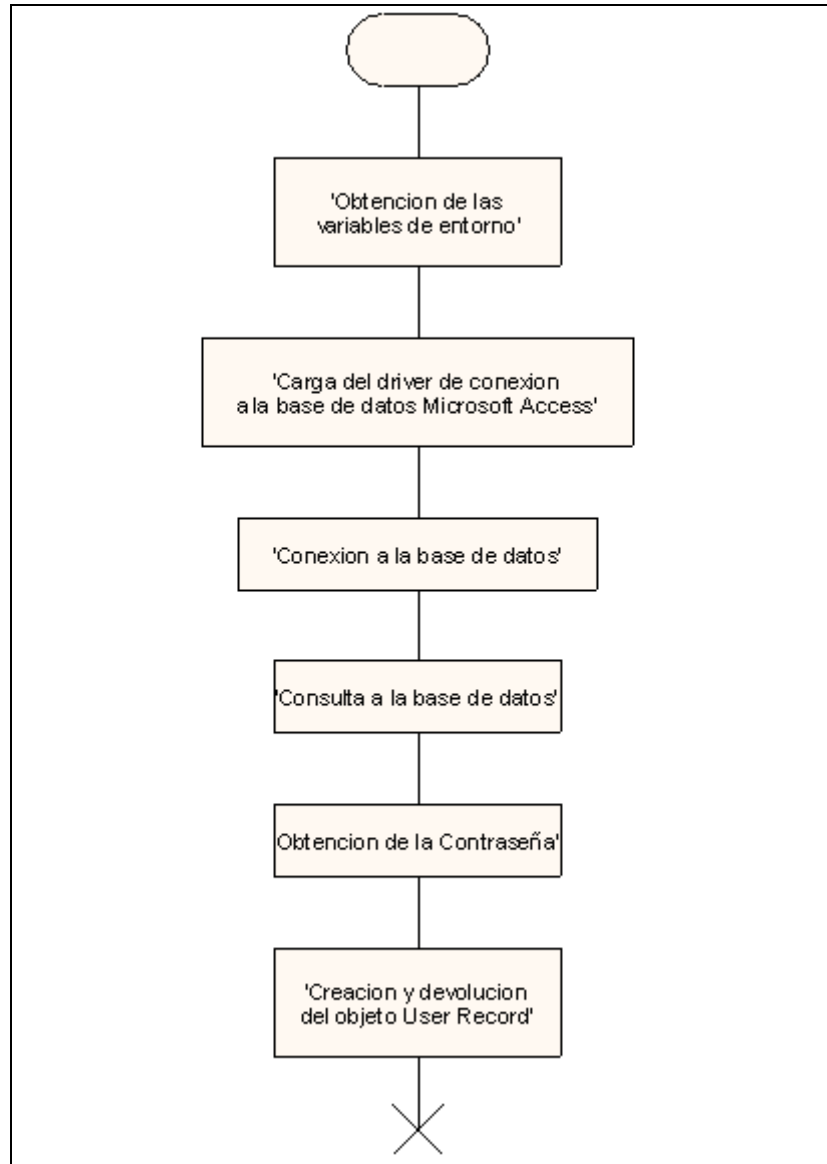 'Obtencion de las
variables de entorno'
'Carga del driver de conexion
a la base de datos Microsoft Access'
'Conexion a la base de datos'
'Consulta a la base de datos'
Obtencion de la Contraseña'
'Creacion y devolucion
del objeto User Record'